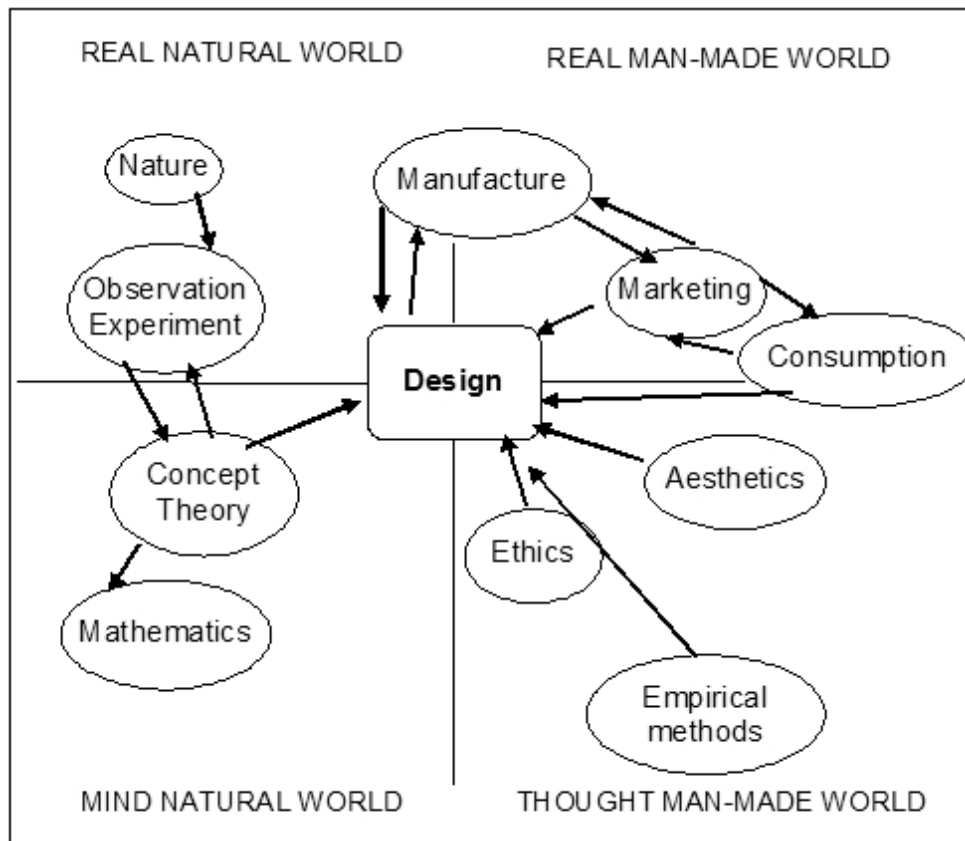 REAL NATURAL WORLD
REAL MAN-MADE WORLD
Nature
Manufacture
Observation
Experiment
Marketing
Consumption
Design
Concept
Theory
Aesthetics
Ethics
Mathematics
Empirical
methods
MIND NATURAL WORLD
THOUGHT MAN-MADE WORLD